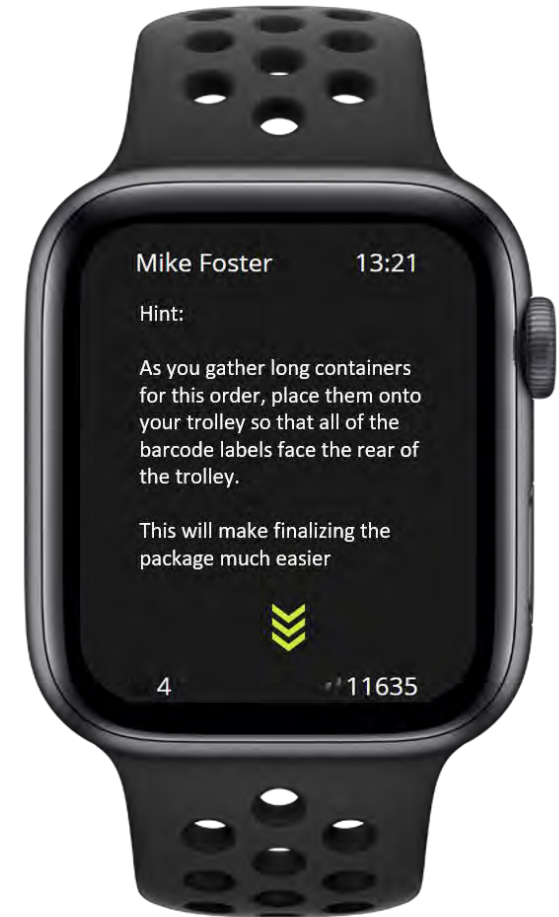 Mike Foster 13:21
Hint:
As you gather long containers
for this order, place them onto
your trolley so that all of the
barcode labels face the rear of
the trolley.
This will make finalizing the
package much easier
4 11635